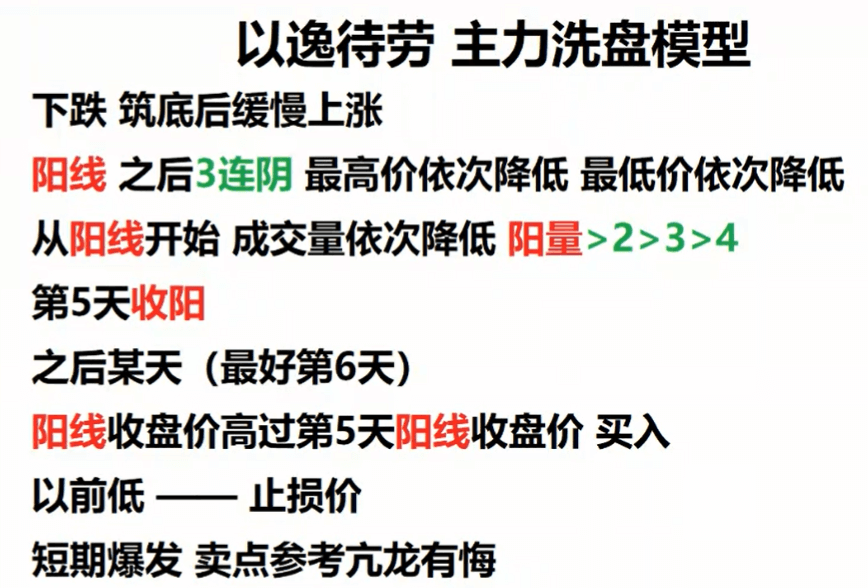 以逸待劳 主力洗盘模型
下跌 筑底后缓慢上涨
阳线 之后3连阴 最高价依次降低 最低价依次降低
从阳线开始 成交量依次降低 阳量>2>3>4
第5天收阳
之后某天（最好第6天）
阳线收盘价高过第5天阳线收盘价 买入
以前低 —— 止损价
短期爆发 卖点参考亢龙有悔